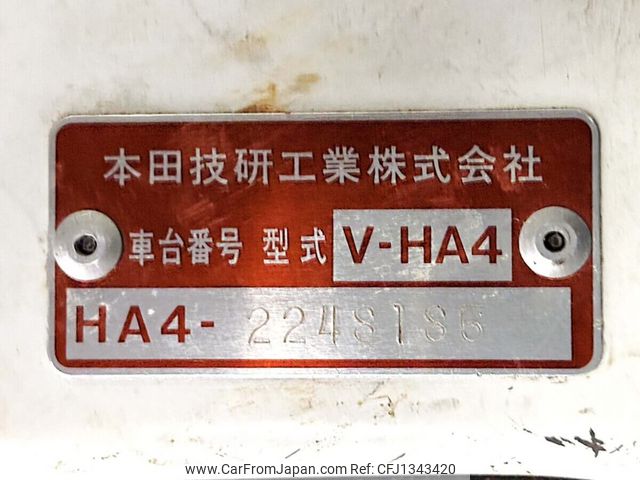 本田技研工業株式会社
車台番号 型式 V-HA4
HA4-2248186
www.CarFromJapan.com Ref: CFJ1343420